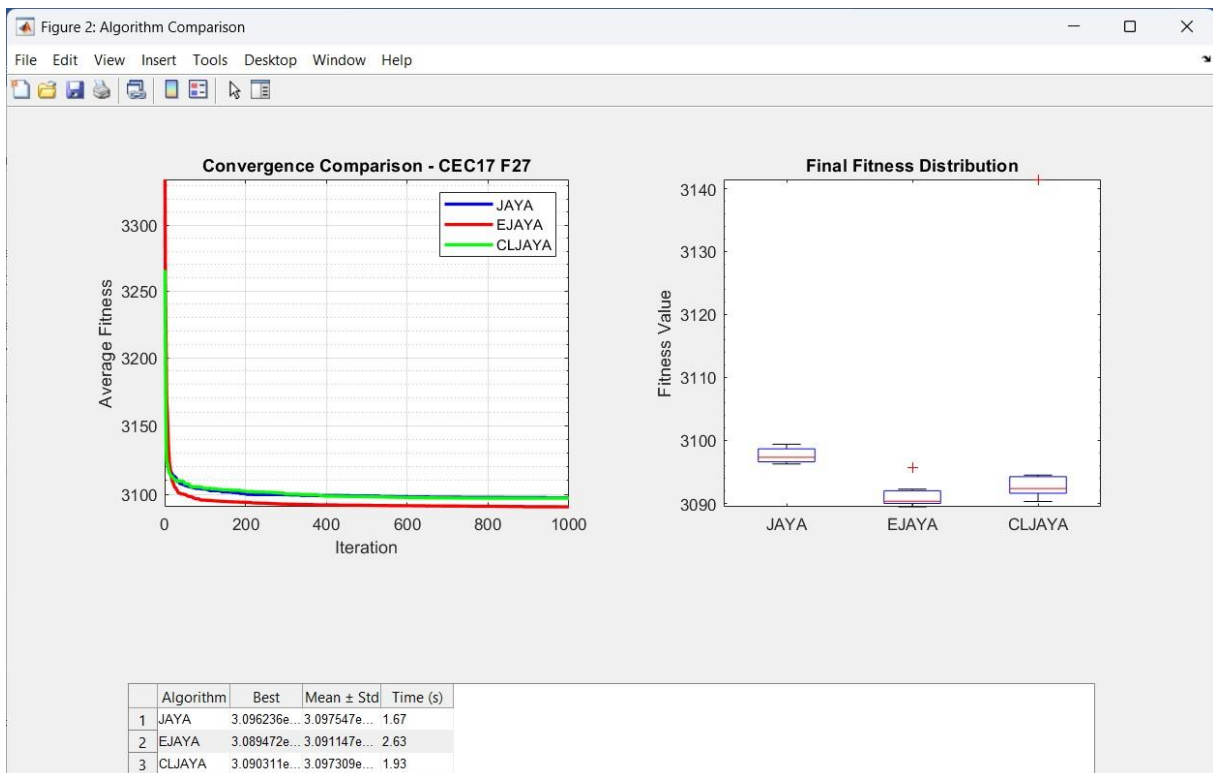 Figure 2: Algorithm Comparison
File Edit View Insert Tools Desktop Window Help
Convergence Comparison - CEC17 F27
Average Fitness
3300
3250
3200
3150
3100
0 200 400 600 800 1000
Iteration
JAYA
EJAYA
CLJAYA
Final Fitness Distribution
Fitness Value
3140
3130
3120
3110
3100
3090
JAYA EJAYA CLJAYA
Algorithm Best Mean ± Std Time (s)
1 JAYA 3.096236e... 3.097547e... 1.67
2 EJAYA 3.089472e... 3.091147e... 2.63
3 CLJAYA 3.090311e... 3.097309e... 1.93